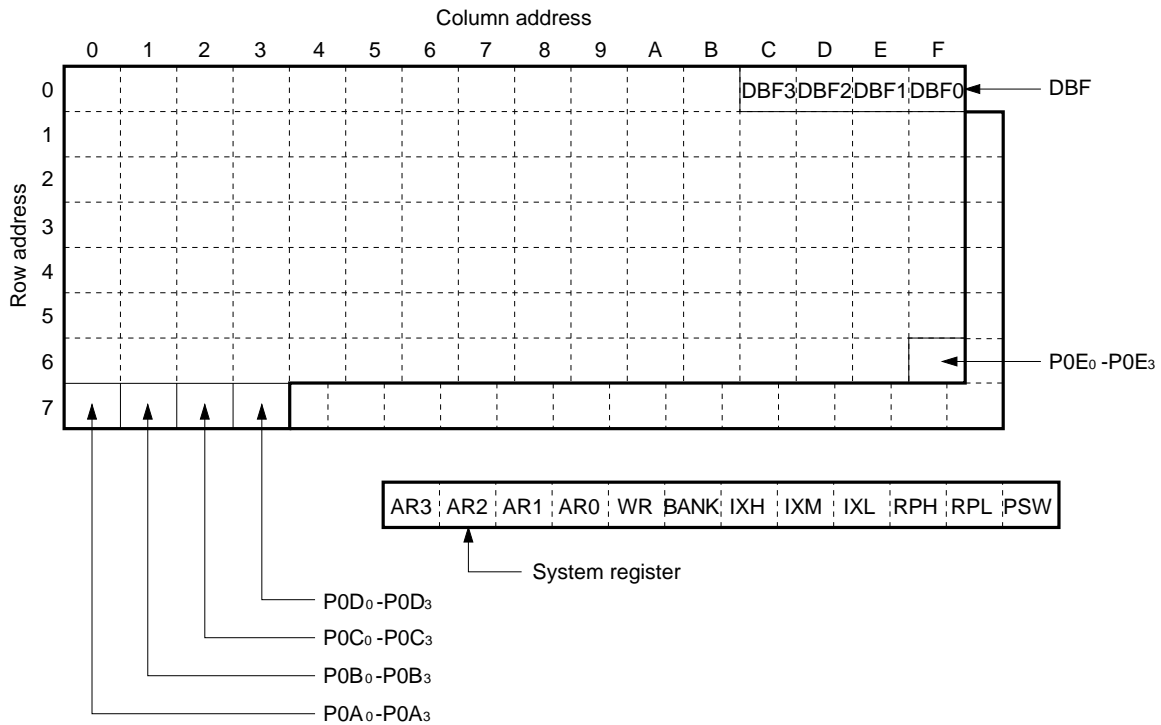 Column address
0 1 2 3 4 5 6 7 8 9 A B C D E F
0 DBF3 DBF2 DBF1 DBF0 DBF
1
2
3
Row address
4
5
6 P0E₀ -P0E₃
7
AR3 AR2 AR1 AR0 WR BANK IXH IXM IXL RPH RPL PSW
System register
P0D₀ -P0D₃
P0C₀ -P0C₃
P0B₀ -P0B₃
P0A₀ -P0A₃